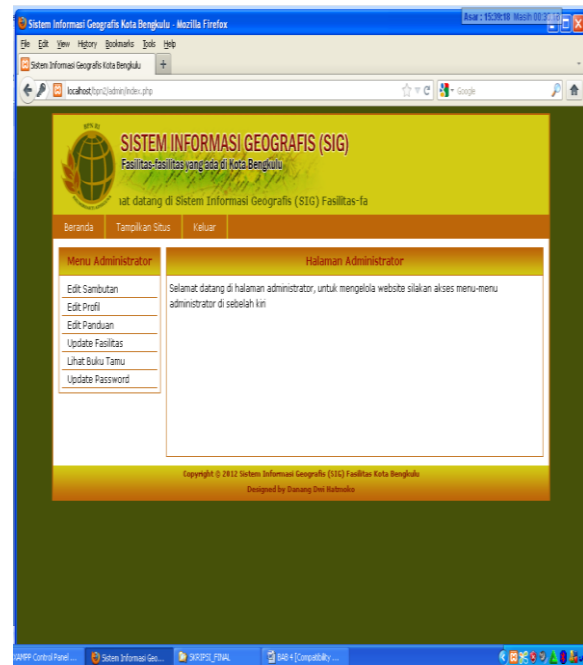 Sistem Informasi Geografis Kota Bengkulu - Mozilla Firefox
Asar : 15:39:18 Masih
File Edit View History Bookmarks Tools Help
Sistem Informasi Geografis Kota Bengkulu
localhost/bpn2/admin/index.php
Google
SISTEM INFORMASI GEOGRAFIS (SIG)
Fasilitas-fasilitas yang ada di Kota Bengkulu
at datang di Sistem Informasi Geografis (SIG) Fasilitas-fa
Beranda Tampilkan Situs Keluar
Menu Administrator
Edit Sambutan
Edit Profil
Edit Panduan
Update Fasilitas
Lihat Buku Tamu
Update Password
Halaman Administrator
Selamat datang di halaman administrator, untuk mengelola website silakan akses menu-menu
administrator di sebelah kiri
Copyright © 2012 Sistem Informasi Geografis (SIG) Fasilitas Kota Bengkulu
Designed by Danang Dwi
XAMPP Control Panel ... Sistem Informasi Geo... SKRIPSI_FINAL BAB 4 [Compatibility ...